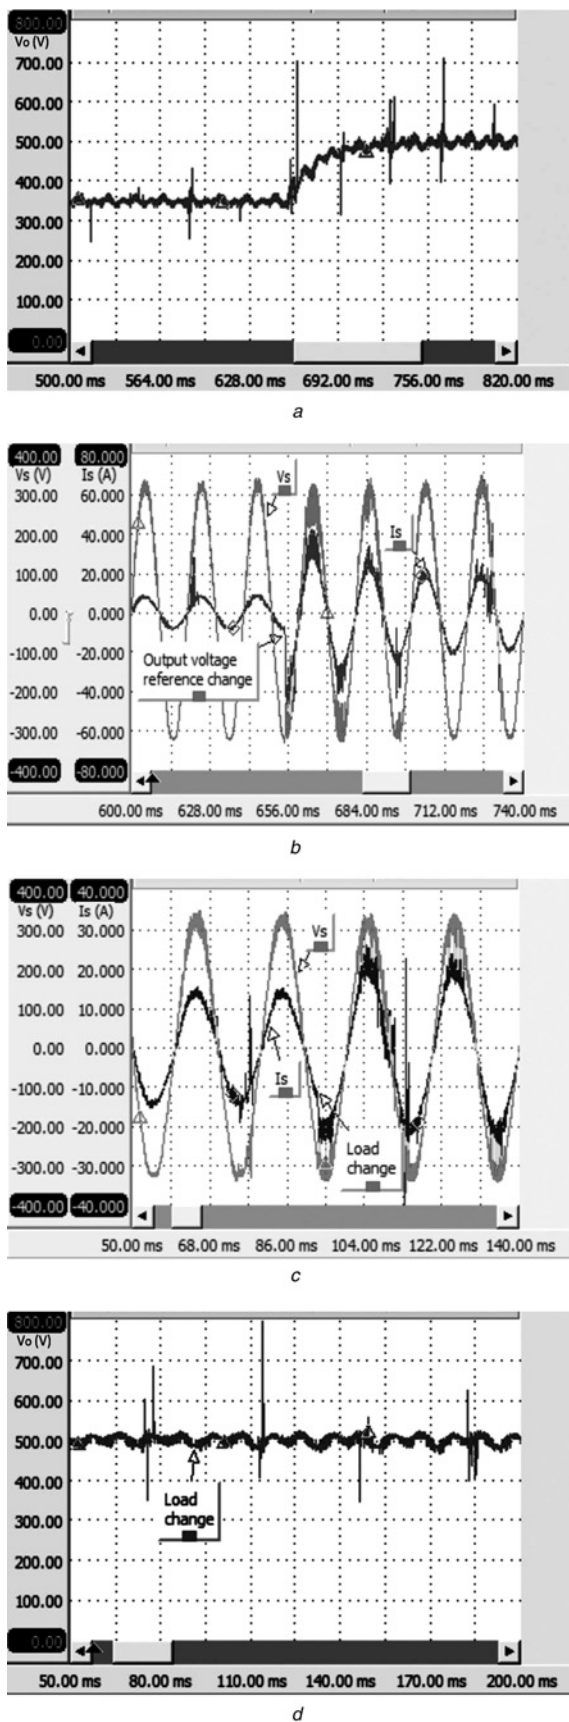 800.00
Vo (V)
700.00
600.00
500.00
400.00
300.00
200.00
100.00
0.00
500.00 ms 564.00 ms 628.00 ms 692.00 ms 756.00 ms 820.00 ms
a
400.00 80.000
Vs (V) Is (A)
300.00 60.000
200.00 40.000
100.00 20.000
0.00 0.000
-100.00 -20.000
-200.00 -40.000
-300.00 -60.000
-400.00 -80.000
Vs
Is
Output voltage
reference change
600.00 ms 628.00 ms 656.00 ms 684.00 ms 712.00 ms 740.00 ms
b
400.00 40.000
Vs (V) Is (A)
300.00 30.000
200.00 20.000
100.00 10.000
0.00 0.000
-100.00 -10.000
-200.00 -20.000
-300.00 -30.000
-400.00 -40.000
Vs
Is
Load
change
50.00 ms 68.00 ms 86.00 ms 104.00 ms 122.00 ms 140.00 ms
c
800.00
Vo (V)
700.00
600.00
500.00
400.00
300.00
200.00
100.00
0.00
Load
change
50.00 ms 80.00 ms 110.00 ms 140.00 ms 170.00 ms 200.00 ms
d